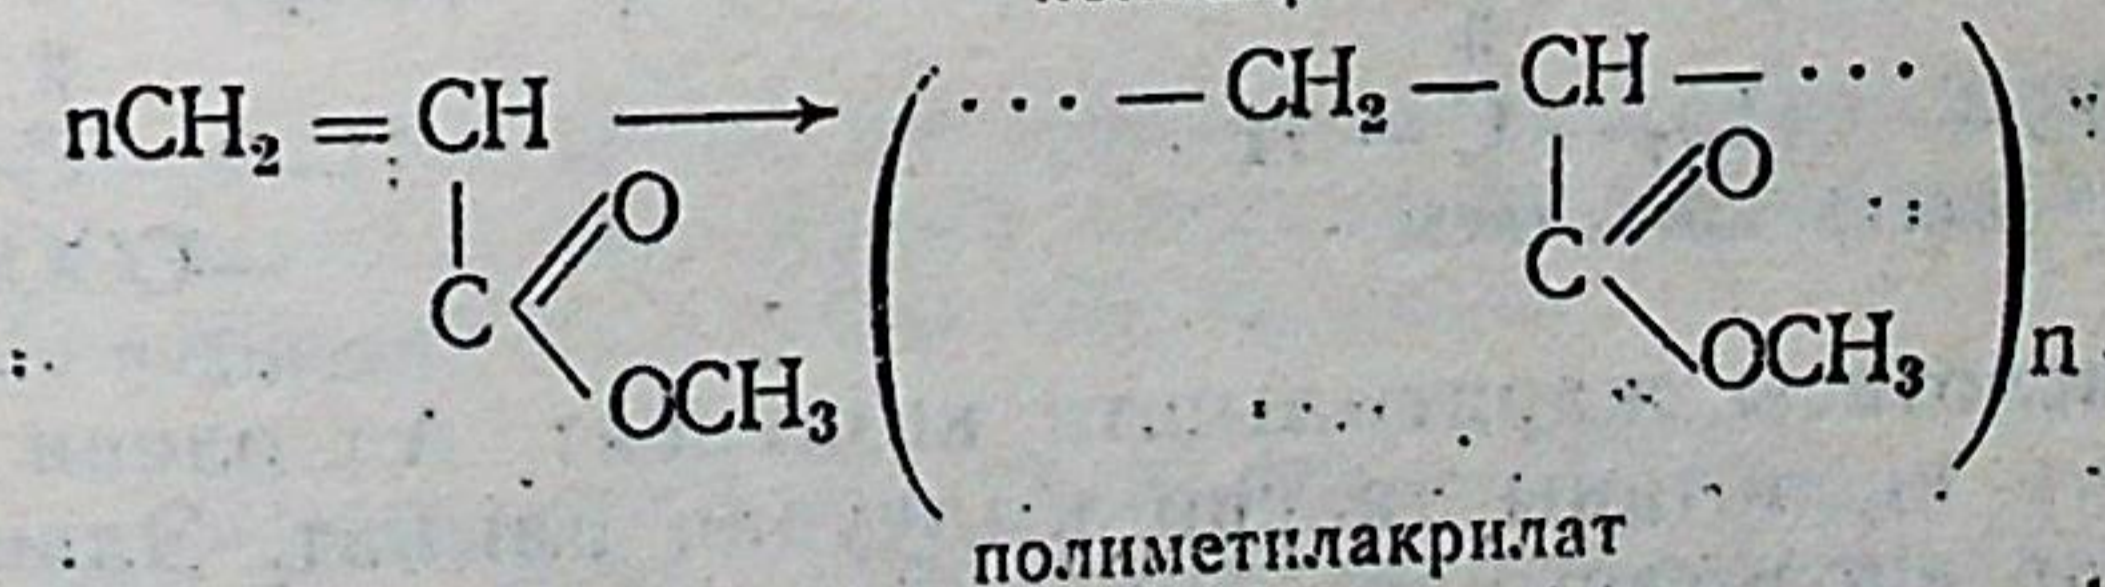 nCH₂ = CH ⟶ ( ··· — CH₂ — CH — ··· )n
C O C O
OCH₃ OCH₃
полиметилакрилат